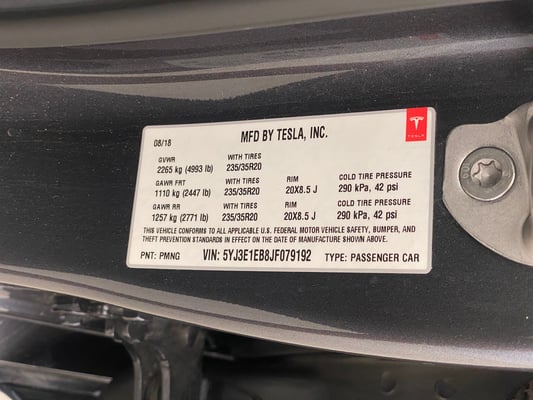 08/18 MFD BY TESLA, INC.
TESLA
GVWR WITH TIRES
2265 kg (4993 lb) 235/35R20
GAWR FRT WITH TIRES RIM COLD TIRE PRESSURE
1110 kg (2447 lb) 235/35R20 20X8.5 J 290 kPa, 42 psi
GAWR RR WITH TIRES RIM COLD TIRE PRESSURE
1257 kg (2771 lb) 235/35R20 20X8.5 J 290 kPa, 42 psi
THIS VEHICLE CONFORMS TO ALL APPLICABLE U.S. FEDERAL MOTOR VEHICLE SAFETY, BUMPER, AND
THEFT PREVENTION STANDARDS IN EFFECT ON THE DATE OF MANUFACTURE SHOWN ABOVE.
PNT: PMNG VIN: 5YJ3E1EB8JF079192 TYPE: PASSENGER CAR